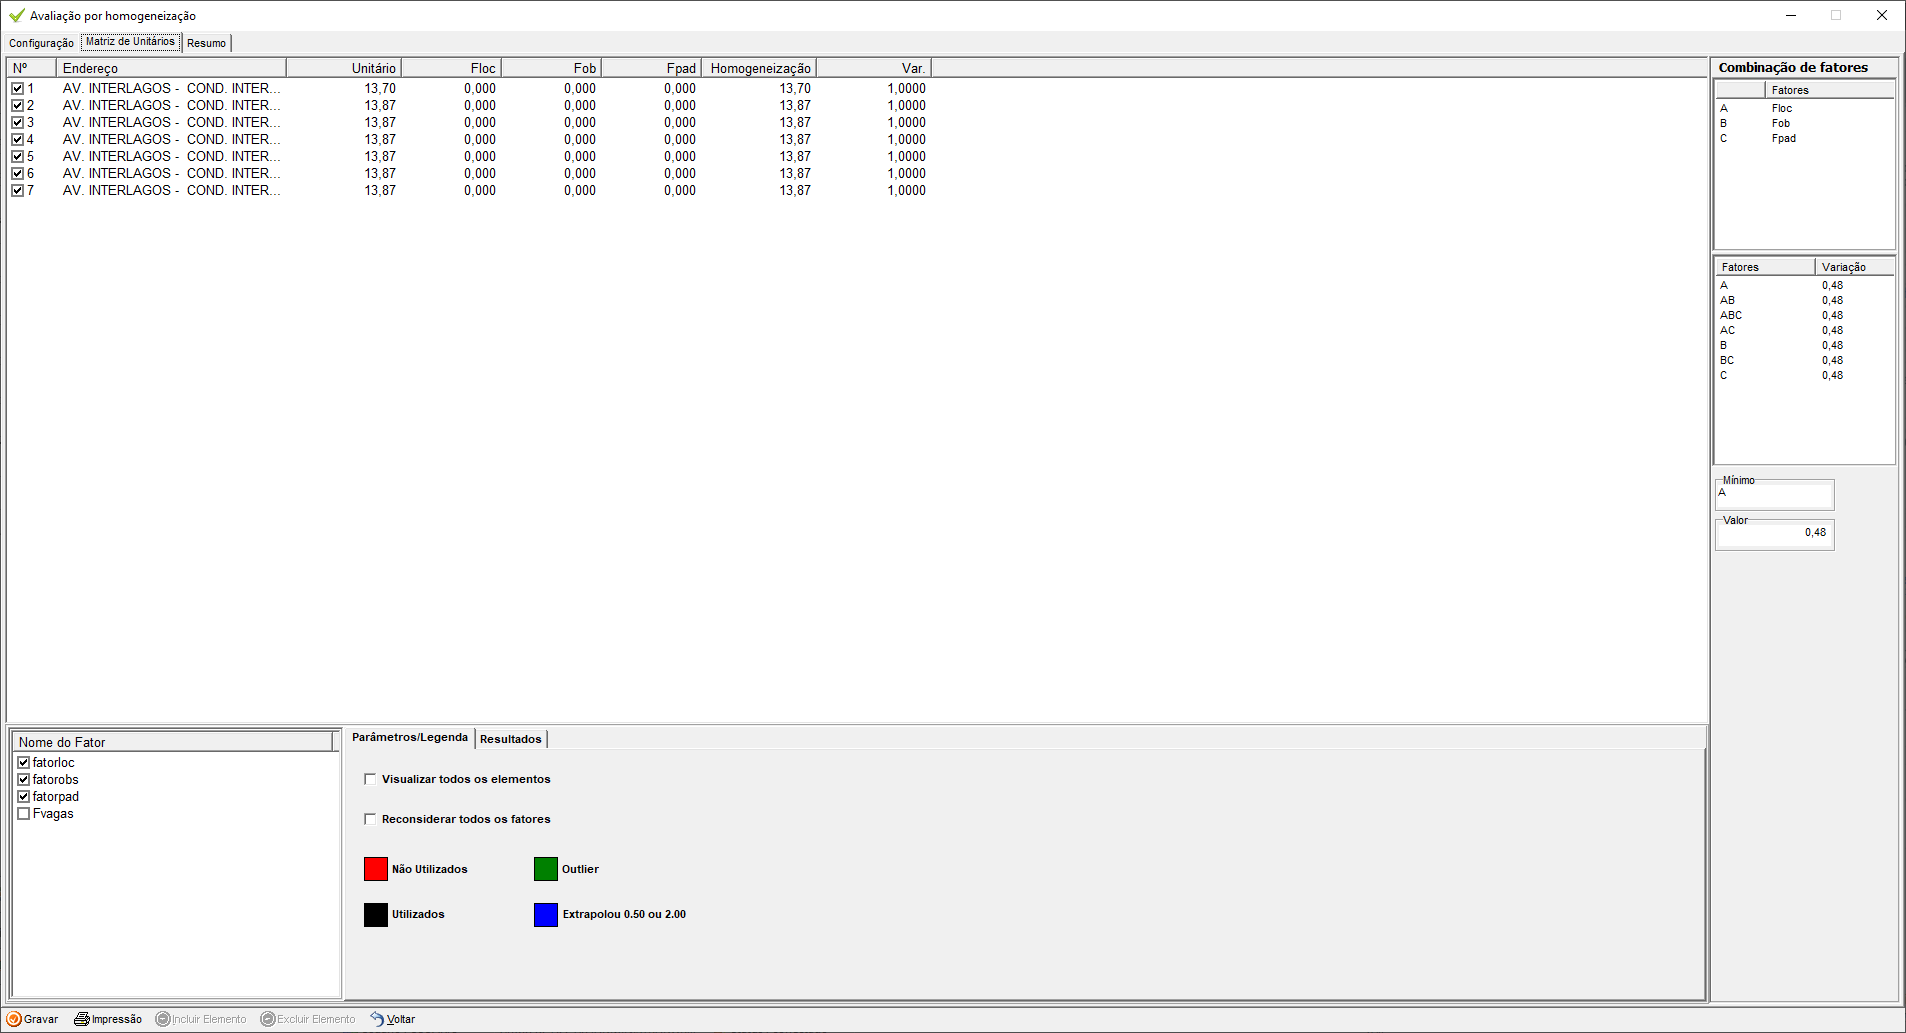 Avaliação por homogeneização
Configuração Matriz de Unitários Resumo
Nº Endereço Unitário Floc Fob Fpad Homogeneização Var.
1 AV. INTERLAGOS - COND. INTER... 13,70 0,000 0,000 0,000 13,70 1,0000
2 AV. INTERLAGOS - COND. INTER... 13,87 0,000 0,000 0,000 13,87 1,0000
3 AV. INTERLAGOS - COND. INTER... 13,87 0,000 0,000 0,000 13,87 1,0000
4 AV. INTERLAGOS - COND. INTER... 13,87 0,000 0,000 0,000 13,87 1,0000
5 AV. INTERLAGOS - COND. INTER... 13,87 0,000 0,000 0,000 13,87 1,0000
6 AV. INTERLAGOS - COND. INTER... 13,87 0,000 0,000 0,000 13,87 1,0000
7 AV. INTERLAGOS - COND. INTER... 13,87 0,000 0,000 0,000 13,87 1,0000
Combinação de fatores
Fatores
A Floc
B Fob
C Fpad
Fatores Variação
A 0,48
AB 0,48
ABC 0,48
AC 0,48
B 0,48
BC 0,48
C 0,48
Mínimo
A
Valor
0,48
Nome do Fator
fatorloc
fatorobs
fatorpad
Fvagas
Parâmetros/Legenda Resultados
Visualizar todos os elementos
Reconsiderar todos os fatores
Não Utilizados Outlier
Utilizados Extrapolou 0.50 ou 2.00
Gravar Impressão Incluir Elemento Excluir Elemento Voltar